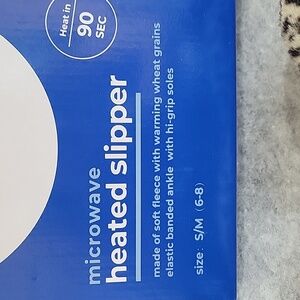 Heat in
90
SEC
microwave
heated slipper
made of soft fleece with warming wheat grains
elastic banded ankle with hi-grip soles
size: S/M (6-8)